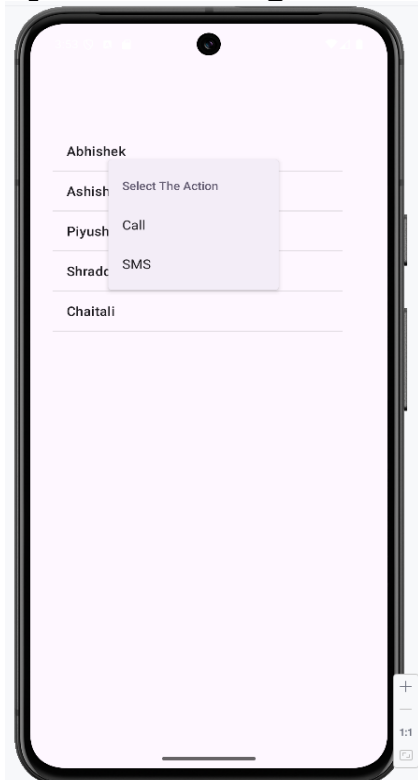 Abhishek
Select The Action
Ashish
Call
Piyush
SMS
Chaitali
1:1